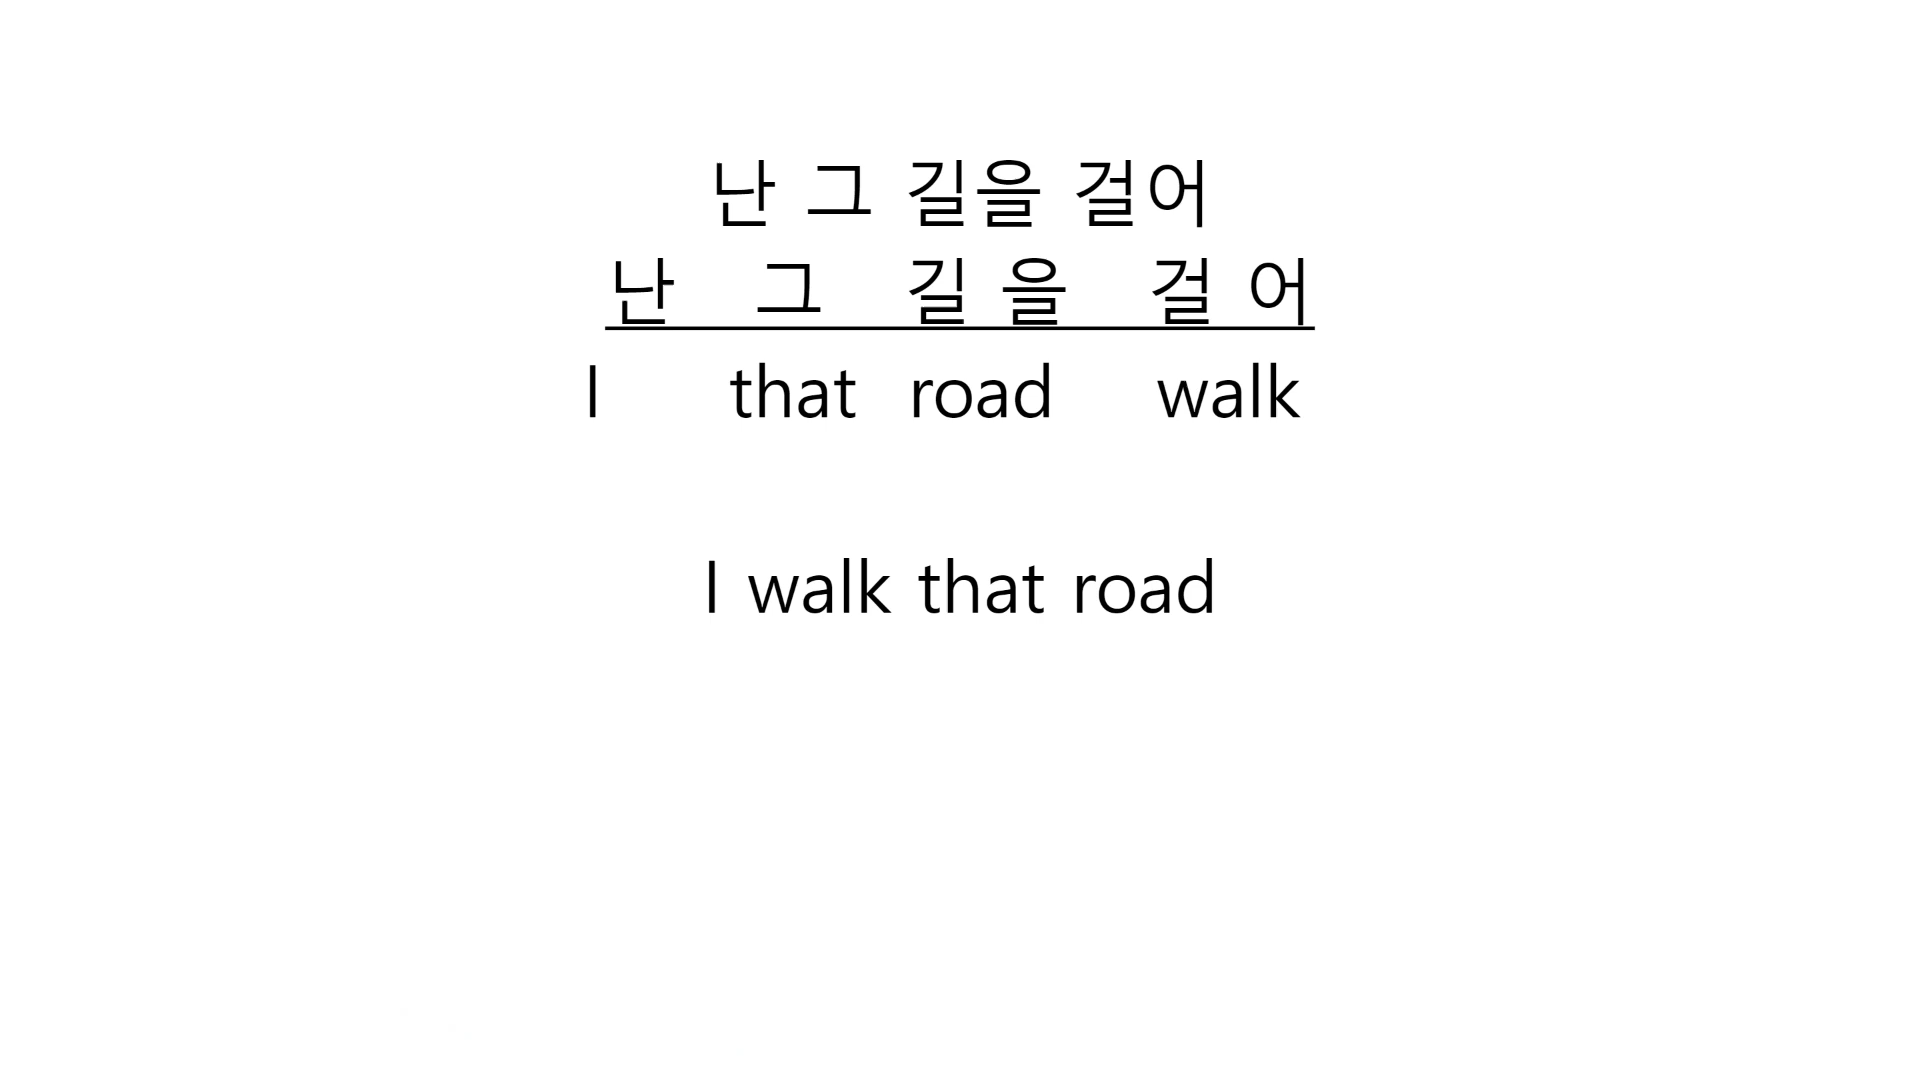 난 그 길을 걸어
난 그 길 을 걸 어
I that road walk
I walk that road